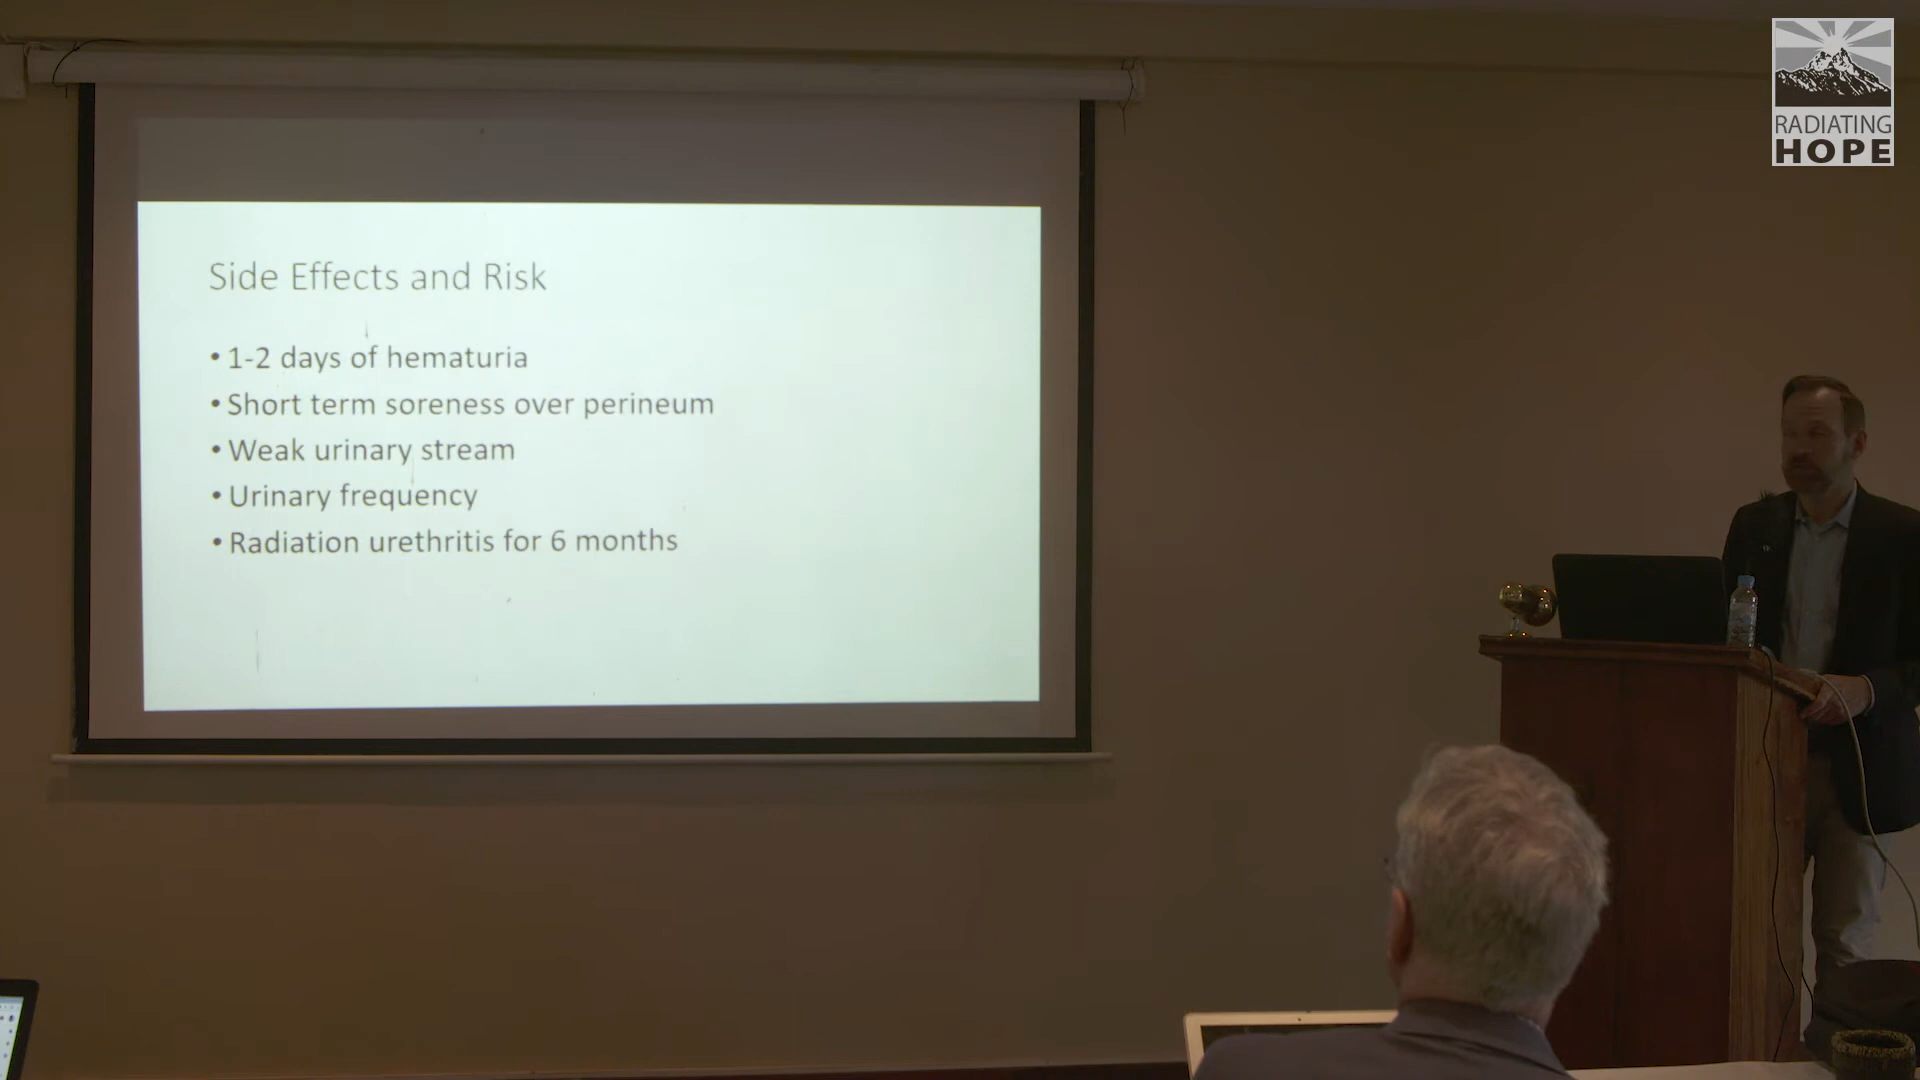 RADIATING
HOPE
Side Effects and Risk
• 1-2 days of hematuria
• Short term soreness over perineum
• Weak urinary stream
• Urinary frequency
• Radiation urethritis for 6 months